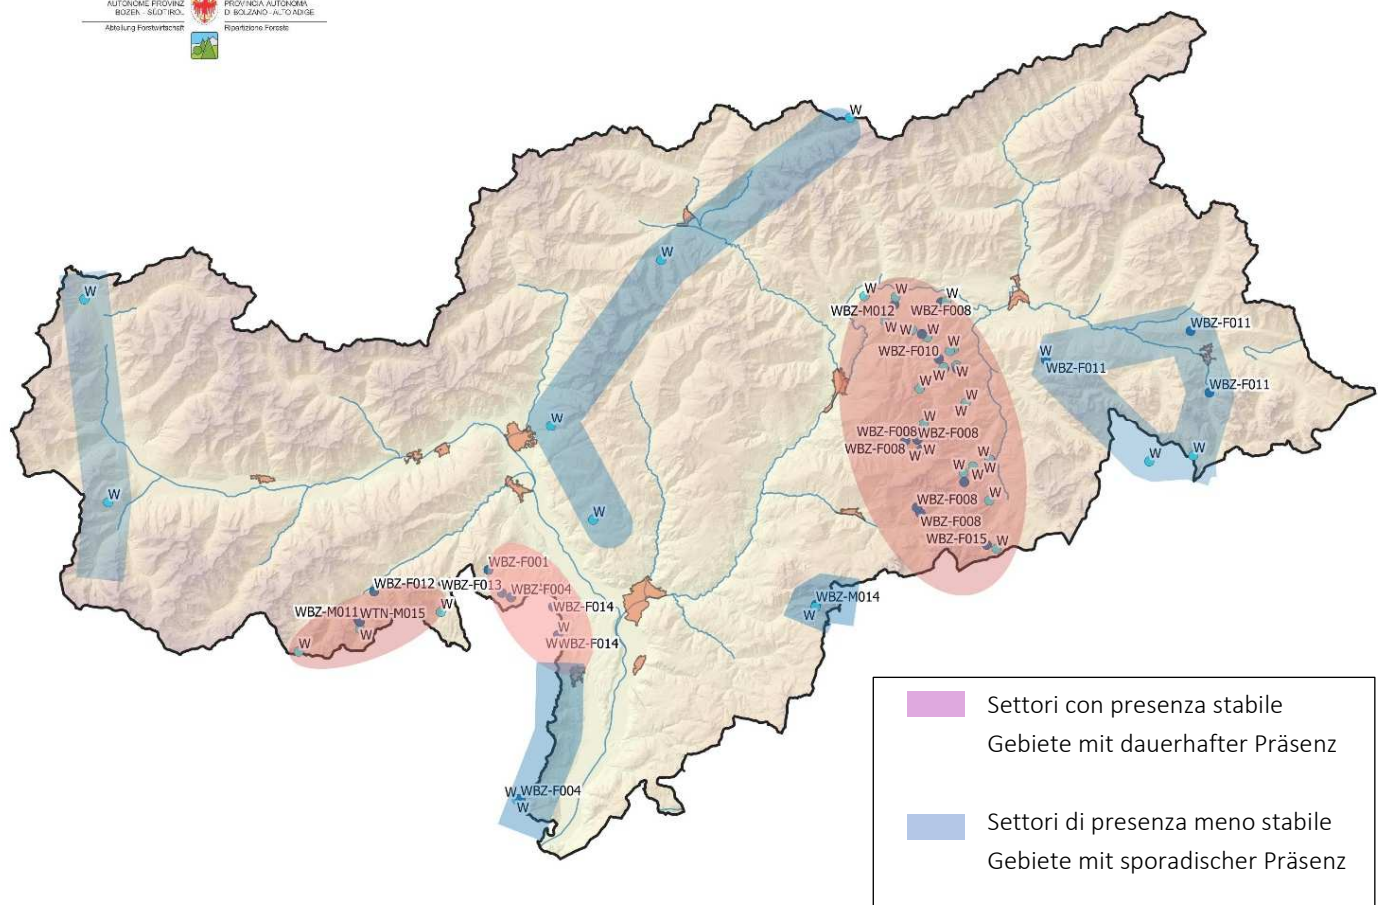 AUTONOME PROVINZ
BOZEN - SÜDTIROL
PROVINCIA AUTONOMA
DI BOLZANO - ALTO ADIGE
Abteilung Forstwirtschaft
Ripartizione Foreste
W
W
W
W
W
WBZ-M012
WBZ-F008
W
W
W
WBZ-F011
W
W
WBZ-F010
WBZ-F011
W
W
W
WBZ-F011
W
W
W
W
WBZ-F008
WBZ-F008
WBZ-F008
W
W
W
W
W
W
W
W
W
W
WBZ-F008
W
WBZ-F008
WBZ-F015
W
WBZ-F001
WBZ-F012
WBZ-F013
WBZ-F004
WBZ-M014
W
WBZ-M011
WTN-M015
W
WBZ-F014
W
W
W
W
WBZ-F014
Settori con presenza stabile
Gebiete mit dauerhafter Präsenz
W
WBZ-F004
W
Settori di presenza meno stabile
Gebiete mit sporadischer Präsenz